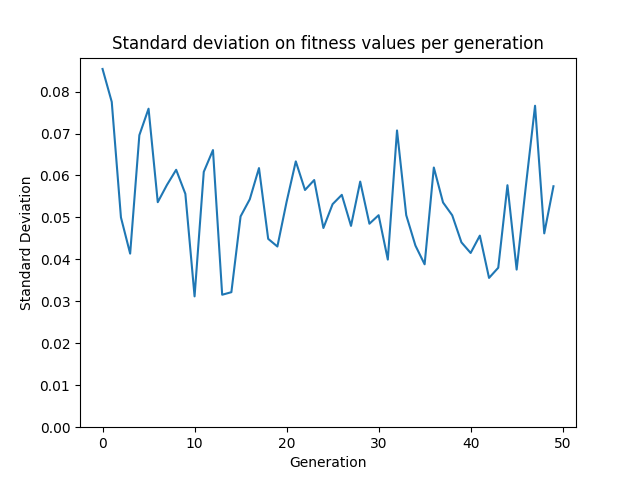 Standard deviation on fitness values per generation
0.08
0.07
0.06
0.05
0.04
0.03
0.02
0.01
0.00
Standard Deviation
0 10 20 30 40 50
Generation